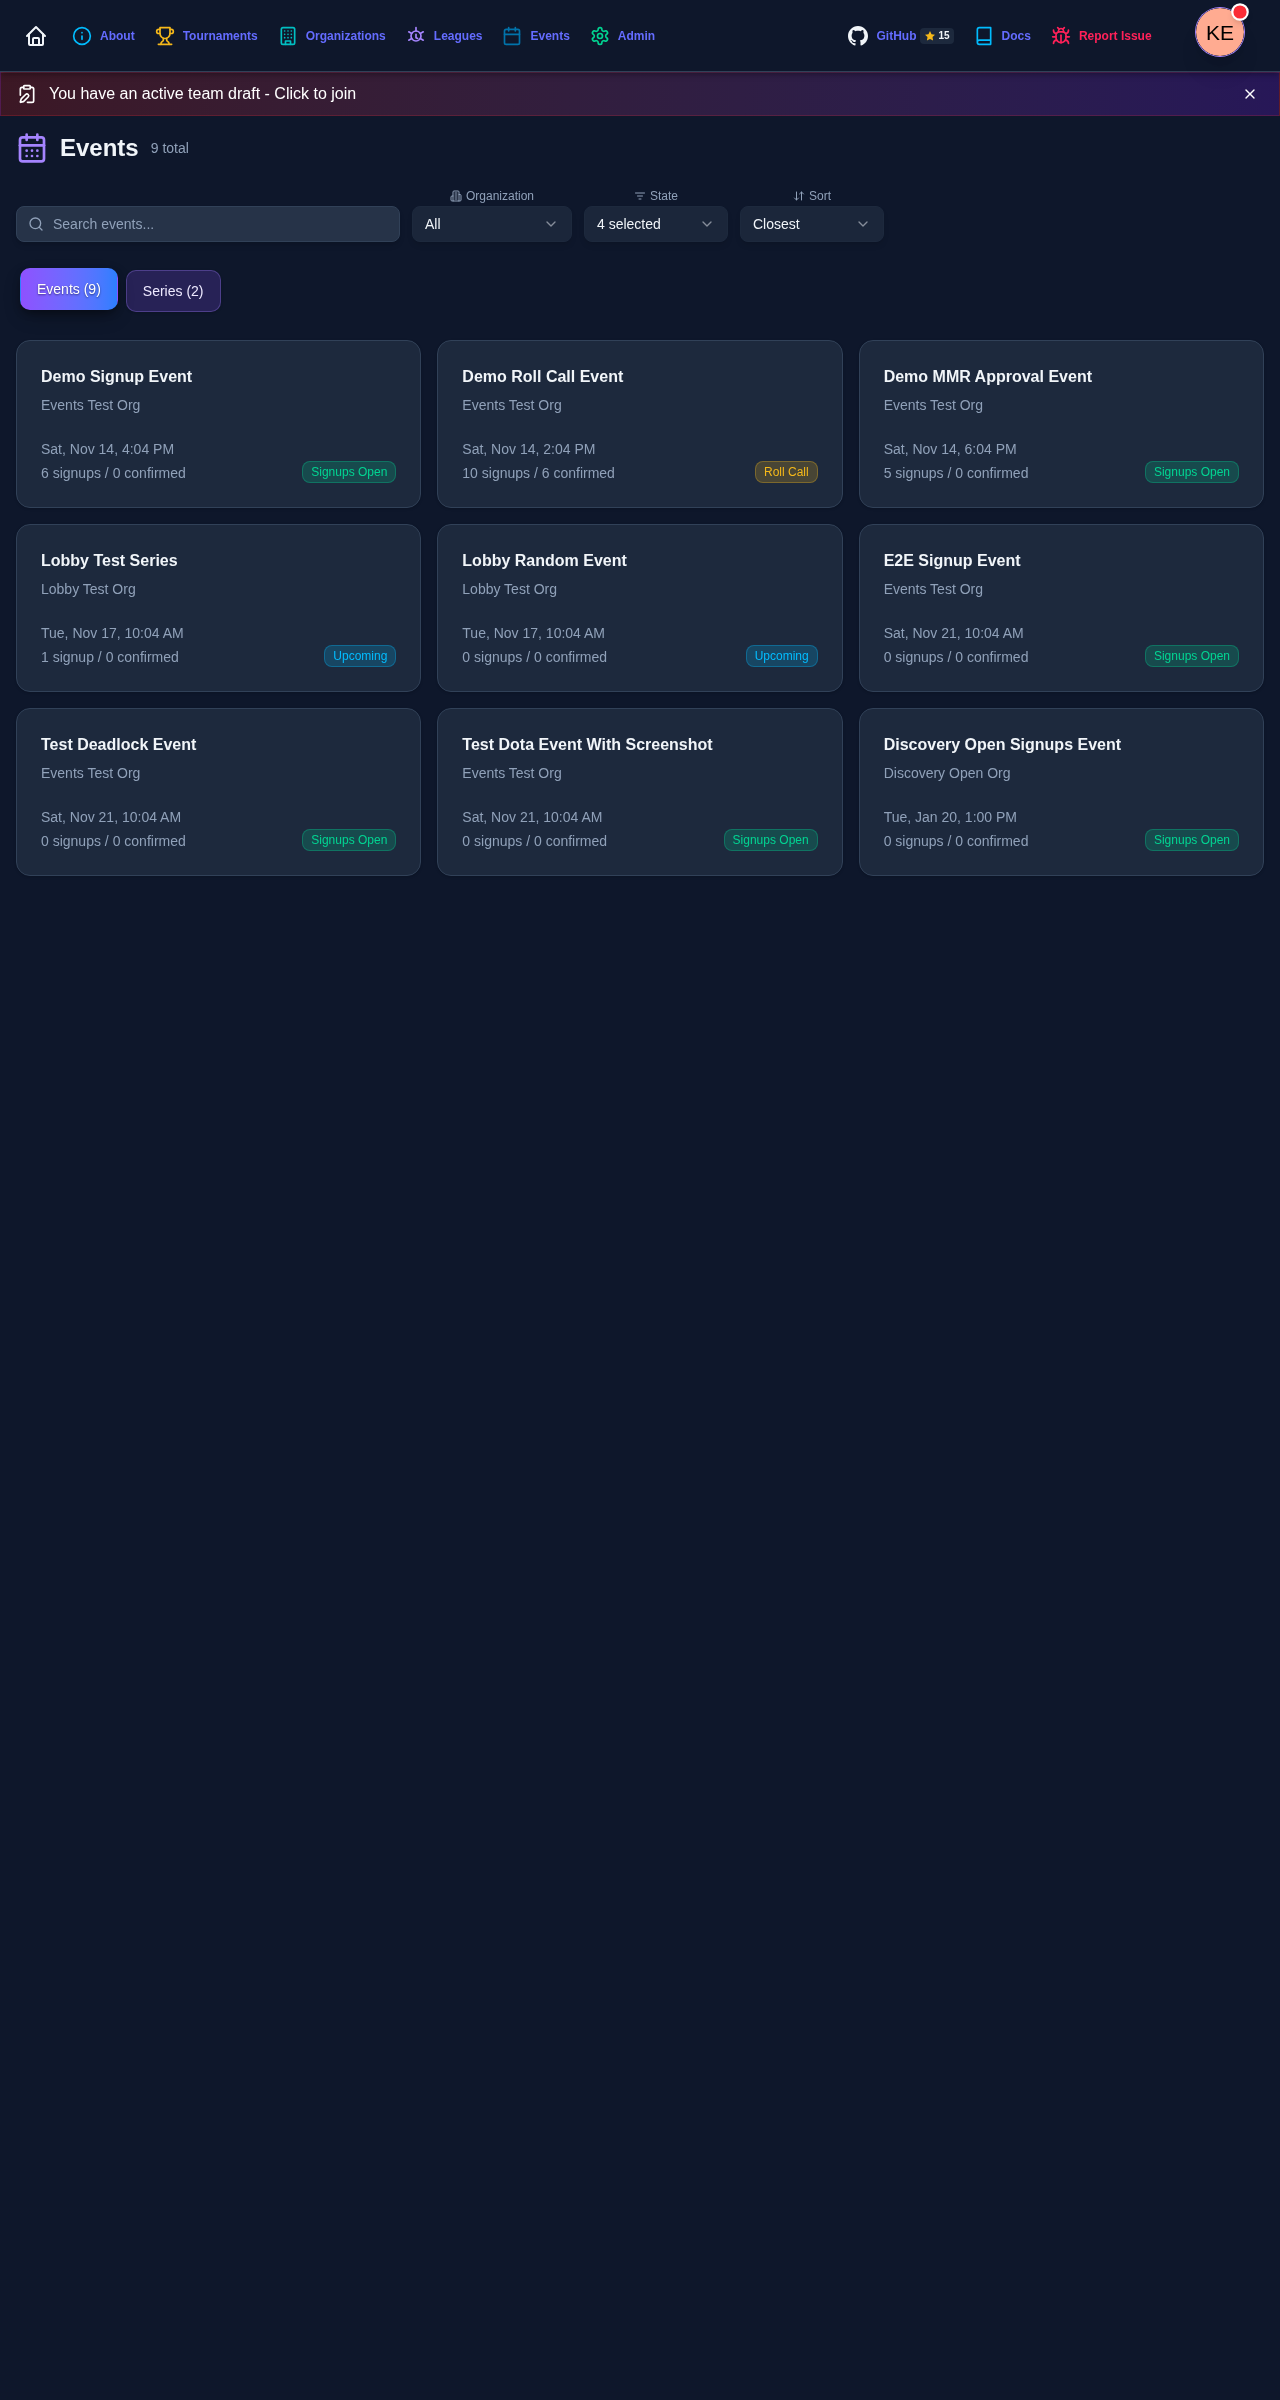 About Tournaments Organizations Leagues Events Admin GitHub 15 Docs Report Issue KE
You have an active team draft - Click to join
Events 9 total
Organization State Sort
Search events... All 4 selected Closest
Events (9) Series (2)
Demo Signup Event
Events Test Org
Sat, Nov 14, 4:04 PM
6 signups / 0 confirmed Signups Open
Demo Roll Call Event
Events Test Org
Sat, Nov 14, 2:04 PM
10 signups / 6 confirmed Roll Call
Demo MMR Approval Event
Events Test Org
Sat, Nov 14, 6:04 PM
5 signups / 0 confirmed Signups Open
Lobby Test Series
Lobby Test Org
Tue, Nov 17, 10:04 AM
1 signup / 0 confirmed Upcoming
Lobby Random Event
Lobby Test Org
Tue, Nov 17, 10:04 AM
0 signups / 0 confirmed Upcoming
E2E Signup Event
Events Test Org
Sat, Nov 21, 10:04 AM
0 signups / 0 confirmed Signups Open
Test Deadlock Event
Events Test Org
Sat, Nov 21, 10:04 AM
0 signups / 0 confirmed Signups Open
Test Dota Event With Screenshot
Events Test Org
Sat, Nov 21, 10:04 AM
0 signups / 0 confirmed Signups Open
Discovery Open Signups Event
Discovery Open Org
Tue, Jan 20, 1:00 PM
0 signups / 0 confirmed Signups Open